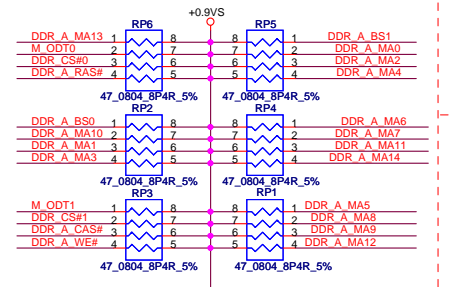 +0.9VS
RP6 RP5
DDR_A_MA13 1 8 8 1 DDR_A_BS1
M_ODT0 2 7 7 2 DDR_A_MA0
DDR_CS#0 3 6 6 3 DDR_A_MA2
DDR_A_RAS# 4 5 5 4 DDR_A_MA4
47_0804_8P4R_5% 47_0804_8P4R_5%
RP2 RP4
DDR_A_BS0 1 8 8 1 DDR_A_MA6
DDR_A_MA10 2 7 7 2 DDR_A_MA7
DDR_A_MA1 3 6 6 3 DDR_A_MA11
DDR_A_MA3 4 5 5 4 DDR_A_MA14
47_0804_8P4R_5% 47_0804_8P4R_5%
RP3 RP1
M_ODT1 1 8 8 1 DDR_A_MA5
DDR_CS#1 2 7 7 2 DDR_A_MA8
DDR_A_CAS# 3 6 6 3 DDR_A_MA9
DDR_A_WE# 4 5 5 4 DDR_A_MA12
47_0804_8P4R_5% 47_0804_8P4R_5%